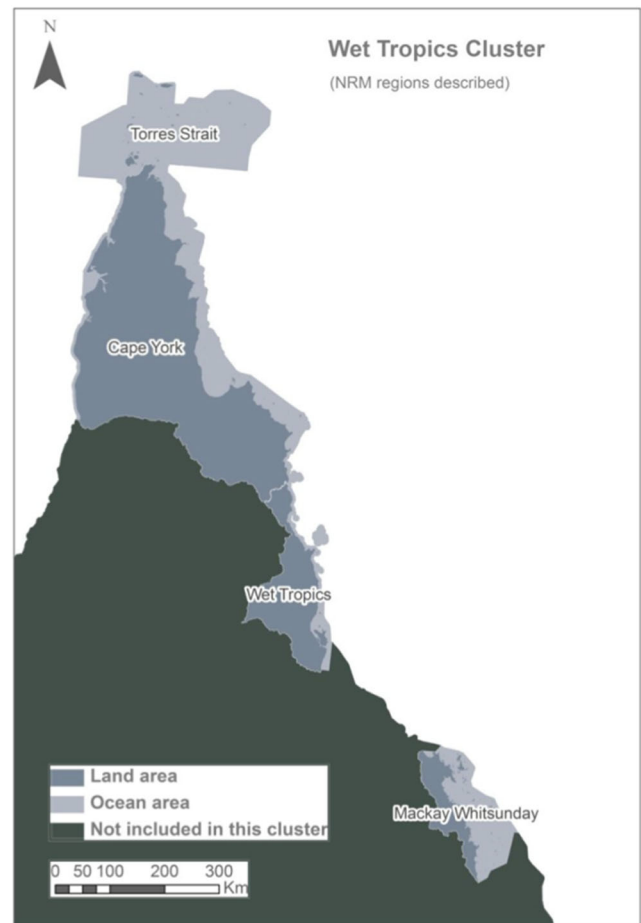 N
Wet Tropics Cluster
(NRM regions described)
Torres Strait
Cape York
Wet Tropics
Mackay Whitsunday
Land area
Ocean area
Not included in this cluster
0 50 100 200 300
Km